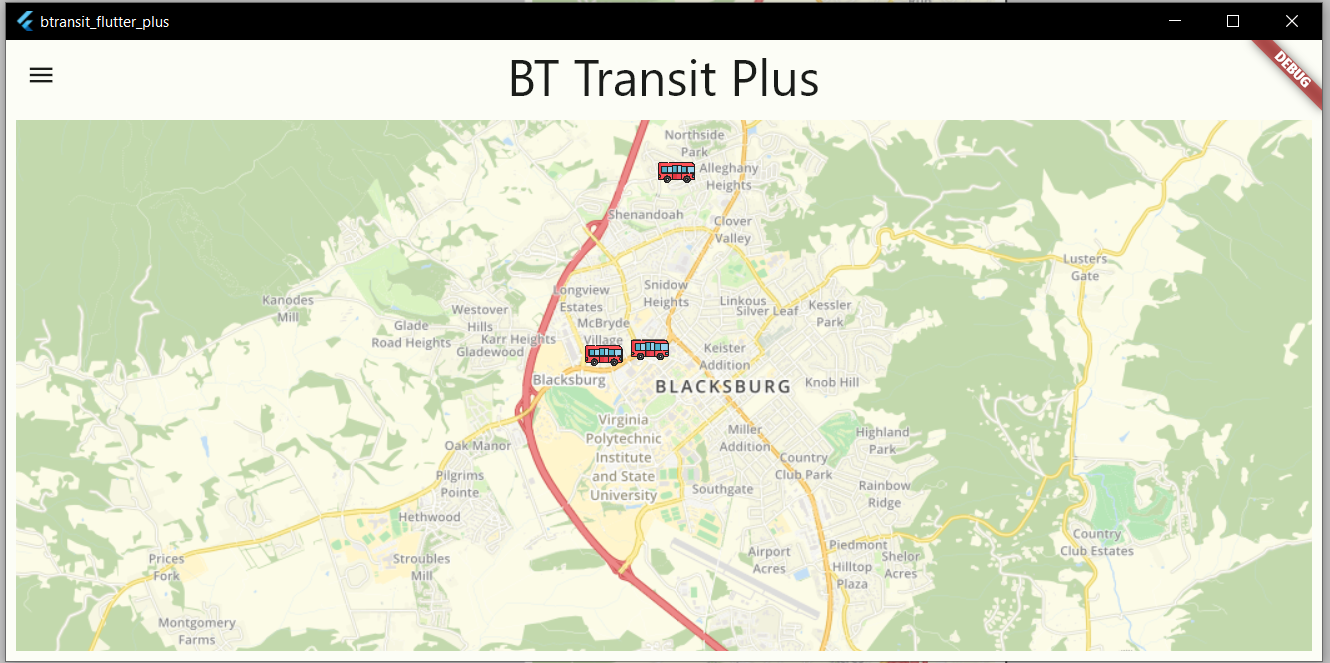 btransit_flutter_plus
BT Transit Plus
DEBUG
Northside
Park
Alleghany
Heights
Shenandoah
Clover
Valley
Lusters
Gate
Snidow
Heights
Longview
Estates
Linkous
Silver Leaf
Kessler
Park
Kanodes
Mill
Westover
Hills
Glade
Road Heights
McBryde
Village
Karr Heights
Gladewood
Keister
Addition
Blacksburg
BLACKSBURG
Knob Hill
Virginia
Polytechnic
Institute
and State
University
Miller
Addition
Highland
Park
Oak Manor
Country
Club Park
Pilgrims
Pointe
Southgate
Rainbow
Ridge
Hethwood
Country
Club Estates
Prices
Fork
Stroubles
Mill
Airport
Acres
Piedmont
Shelor
Acres
Hilltop
Plaza
Montgomery
Farms